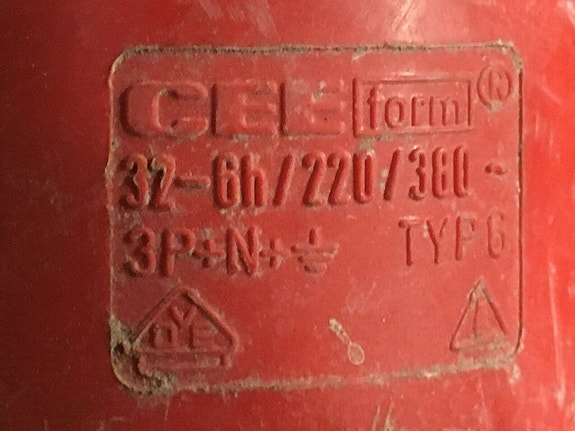 CEE form ®
32-6h/220/380 ~
3P+N+⏚ TYP 6
VDE